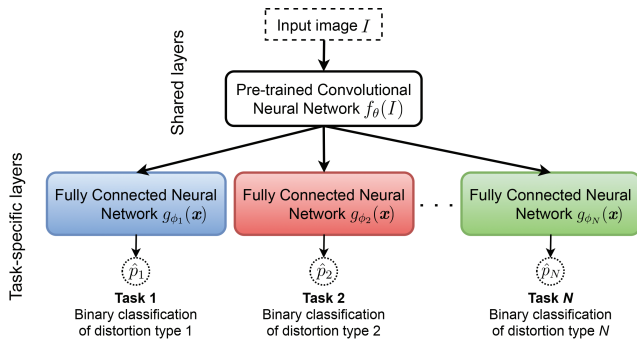 Input image I
Shared layers
Pre-trained Convolutional
Neural Network f_θ(I)
Task-specific layers
Fully Connected Neural
Network g_ϕ₁(x)
Fully Connected Neural
Network g_ϕ₂(x)
. . .
Fully Connected Neural
Network g_ϕ_N(x)
p̂₁
p̂₂
p̂_N
Task 1
Binary classification
of distortion type 1
Task 2
Binary classification
of distortion type 2
Task N
Binary classification
of distortion type N